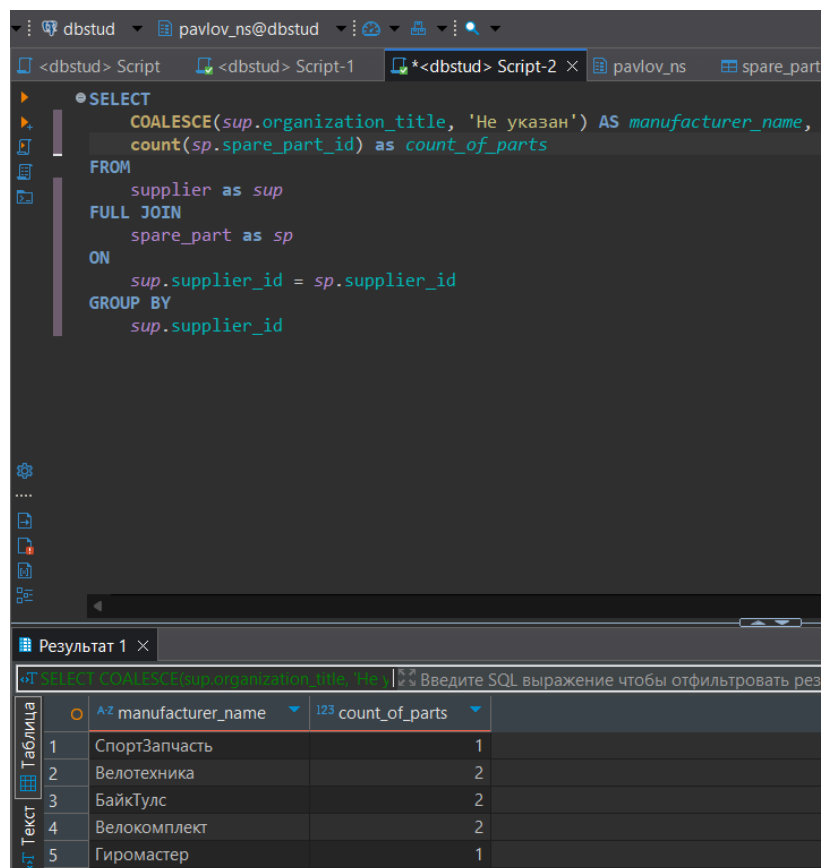 dbstud pavlov_ns@dbstud
<dbstud> Script <dbstud> Script-1 *<dbstud> Script-2 pavlov_ns spare_part
SELECT
COALESCE(sup.organization_title, 'Не указан') AS manufacturer_name,
count(sp.spare_part_id) as count_of_parts
FROM
supplier as sup
FULL JOIN
spare_part as sp
ON
sup.supplier_id = sp.supplier_id
GROUP BY
sup.supplier_id
Результат 1
SELECT COALESCE(sup.organization_title, 'Не у Введите SQL выражение чтобы отфильтровать рез
Таблица
Текст
A-Z manufacturer_name 123 count_of_parts
1 СпортЗапчасть 1
2 Велотехника 2
3 БайкТулс 2
4 Велокомплект 2
5 Гиромастер 1